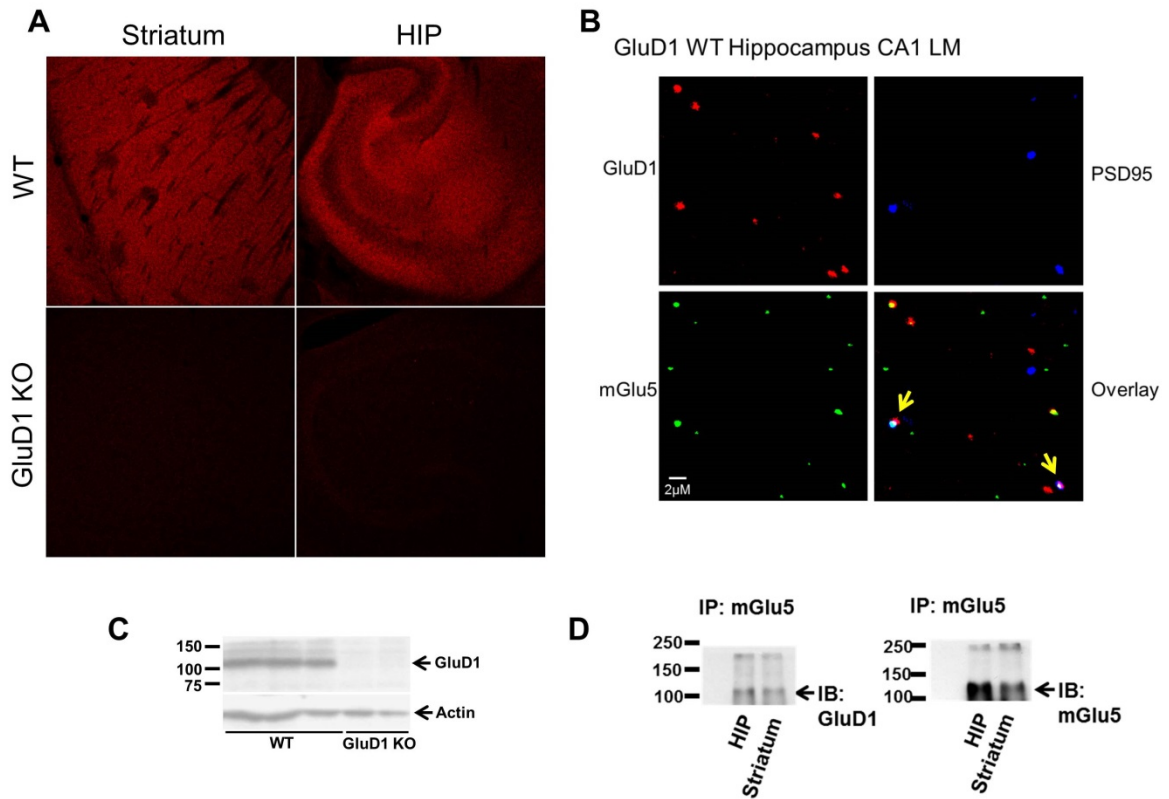 A
Striatum
HIP
WT
GluD1 KO
B
GluD1 WT Hippocampus CA1 LM
GluD1
PSD95
mGlu5
Overlay
2µM
C
150
100
75
GluD1
Actin
WT
GluD1 KO
D
IP: mGlu5
250
150
100
IB:
GluD1
HIP
Striatum
IP: mGlu5
250
150
100
IB:
mGlu5
HIP
Striatum